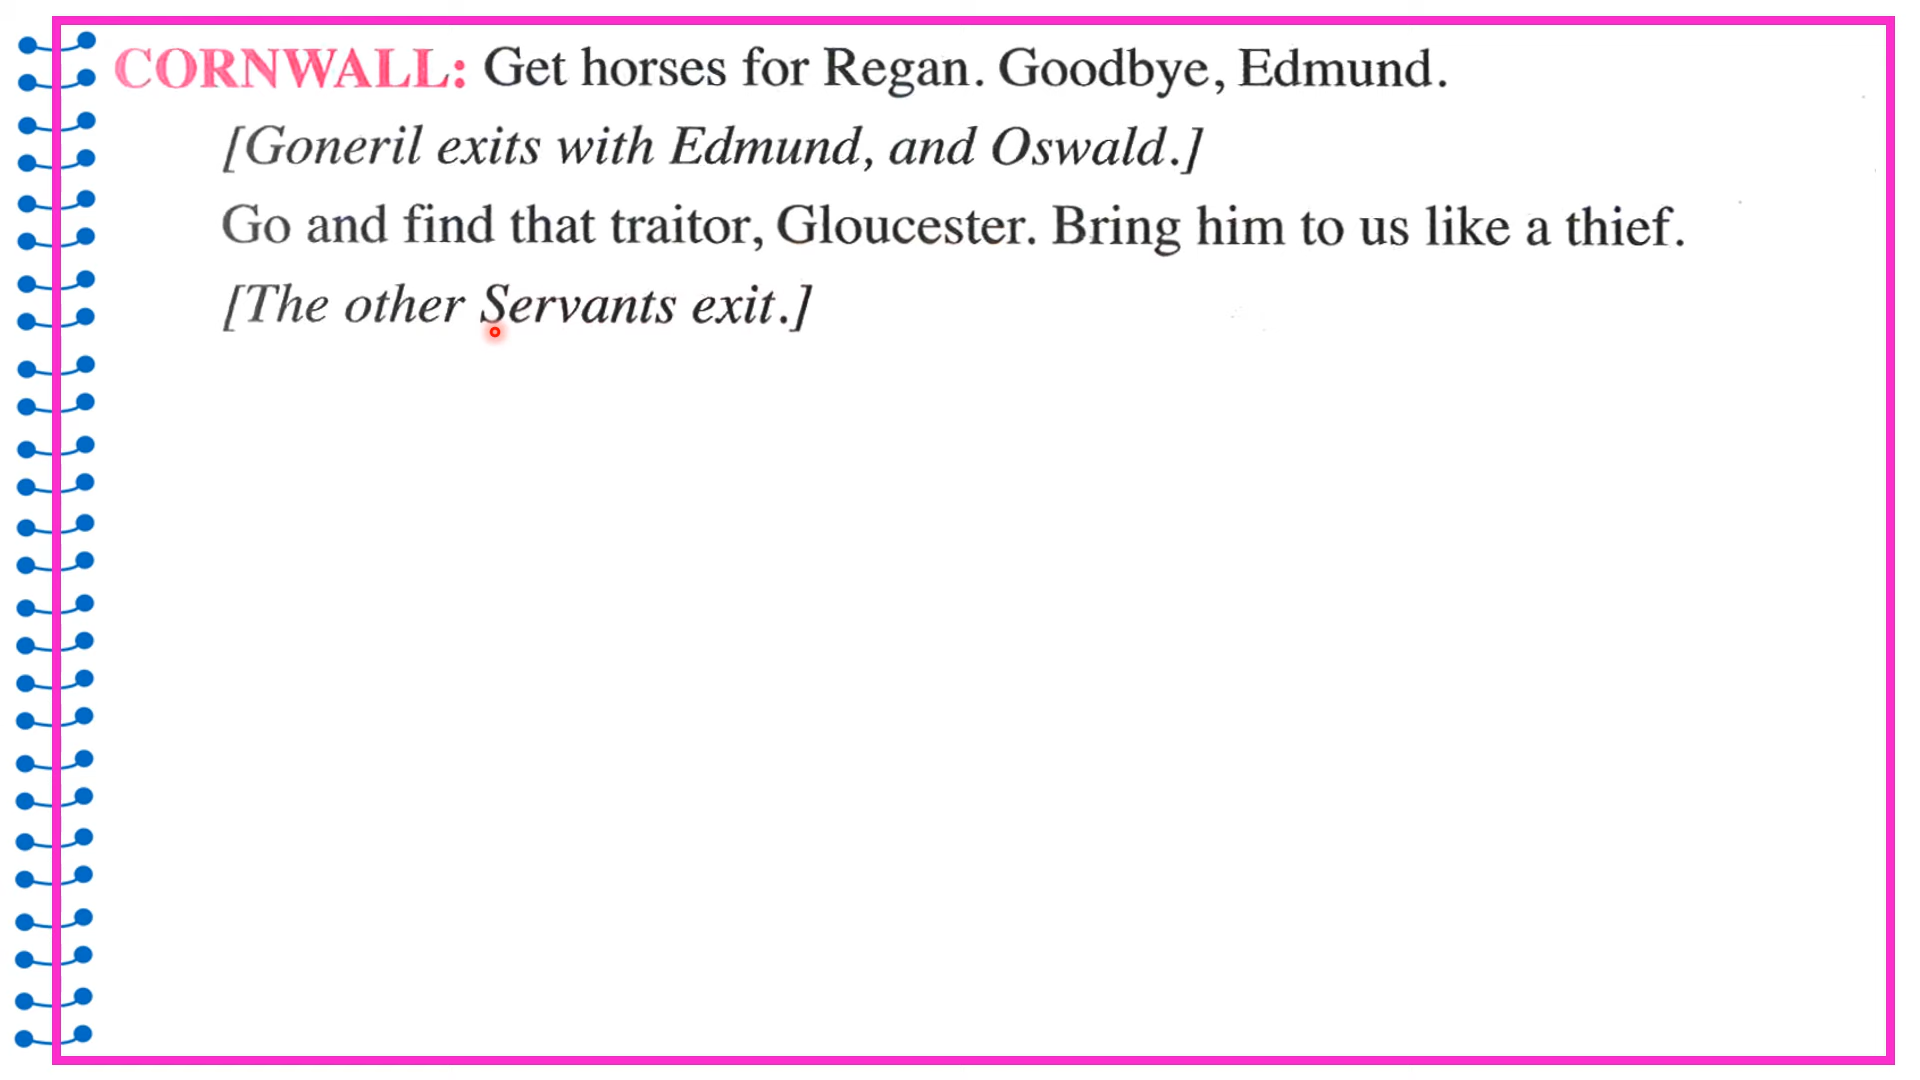 CORNWALL: Get horses for Regan. Goodbye, Edmund.
[Goneril exits with Edmund, and Oswald.]
Go and find that traitor, Gloucester. Bring him to us like a thief.
[The other Servants exit.]